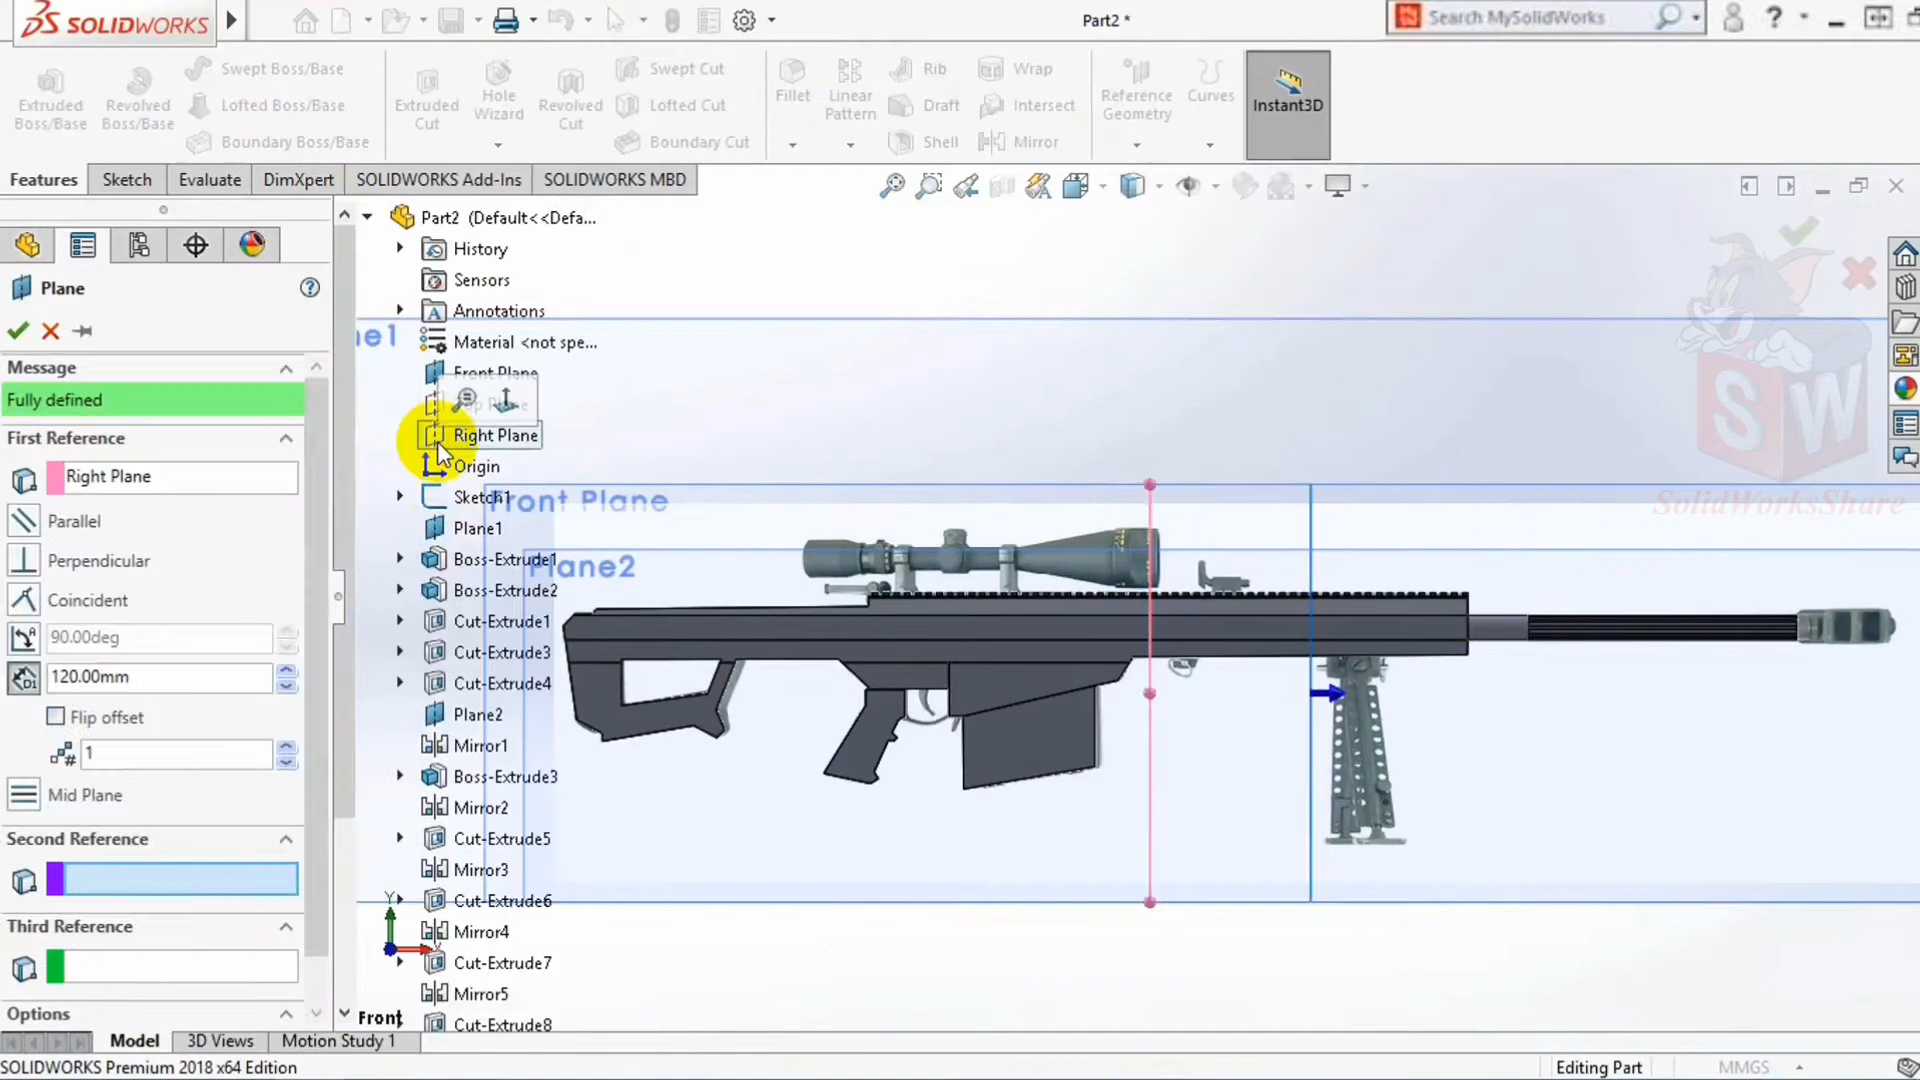 SOLIDWORKS
Part2 *
Search MySolidWorks
Extruded Boss/Base
Revolved Boss/Base
Swept Boss/Base
Lofted Boss/Base
Boundary Boss/Base
Extruded Cut
Hole Wizard
Revolved Cut
Swept Cut
Lofted Cut
Boundary Cut
Fillet
Linear Pattern
Rib
Draft
Shell
Wrap
Intersect
Mirror
Reference Geometry
Curves
Instant3D
Features
Sketch
Evaluate
DimXpert
SOLIDWORKS Add-Ins
SOLIDWORKS MBD
Plane
Message
Fully defined
First Reference
Right Plane
Parallel
Perpendicular
Coincident
90.00deg
120.00mm
Flip offset
1
Mid Plane
Second Reference
Third Reference
Options
Part2 (Default<<Defa...
History
Sensors
Annotations
Material <not spe...
Front Plane
Right Plane
Origin
Sketch1
Plane1
Boss-Extrude1
Boss-Extrude2
Cut-Extrude1
Cut-Extrude3
Cut-Extrude4
Plane2
Mirror1
Boss-Extrude3
Mirror2
Cut-Extrude5
Mirror3
Cut-Extrude6
Mirror4
Cut-Extrude7
Mirror5
Cut-Extrude8
ne1
Front Plane
Plane2
SW
SolidWorksShare
Y
Front
Model
3D Views
Motion Study 1
SOLIDWORKS Premium 2018 x64 Edition
Editing Part
MMGS